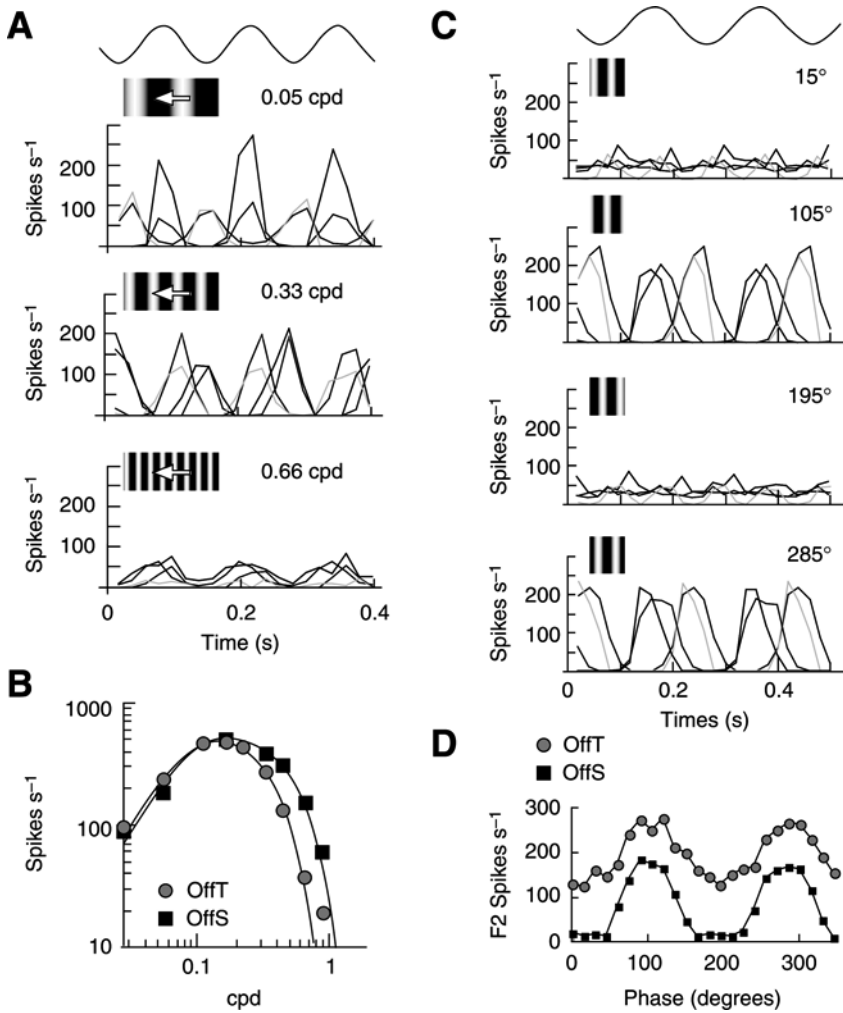 A
0.05 cpd
Spikes s⁻¹
200
100
0.33 cpd
Spikes s⁻¹
200
100
0.66 cpd
Spikes s⁻¹
200
100
0
0.2
0.4
Time (s)
B
Spikes s⁻¹
1000
100
10
OffT
OffS
0.1
1
cpd
C
15°
Spikes s⁻¹
200
100
105°
Spikes s⁻¹
200
100
195°
Spikes s⁻¹
200
100
285°
Spikes s⁻¹
200
100
0
0.2
0.4
Times (s)
D
OffT
OffS
F2 Spikes s⁻¹
300
200
100
0
0
100
200
300
Phase (degrees)